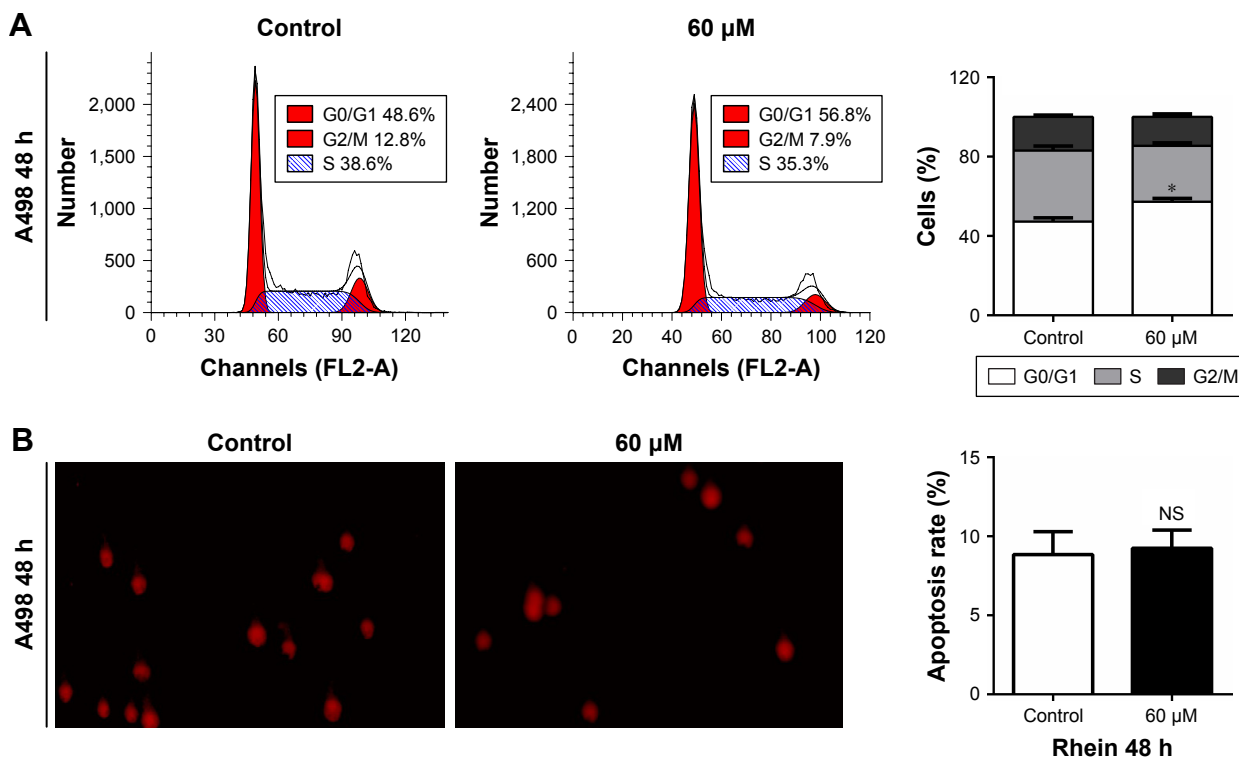 A
Control
60 µM
A498 48 h
Number
2,000
1,500
1,000
600
0
0
30
60
90
120
Channels (FL2-A)
G0/G1 48.6%
G2/M 12.8%
S 38.6%
Number
2,400
1,800
1,200
600
0
0
20
40
60
80
100
120
Channels (FL2-A)
G0/G1 56.8%
G2/M 7.9%
S 35.3%
Cells (%)
120
80
40
0
*
Control
60 µM
G0/G1
S
G2/M
B
Control
60 µM
A498 48 h
Apoptosis rate (%)
15
10
5
0
NS
Control
60 µM
Rhein 48 h